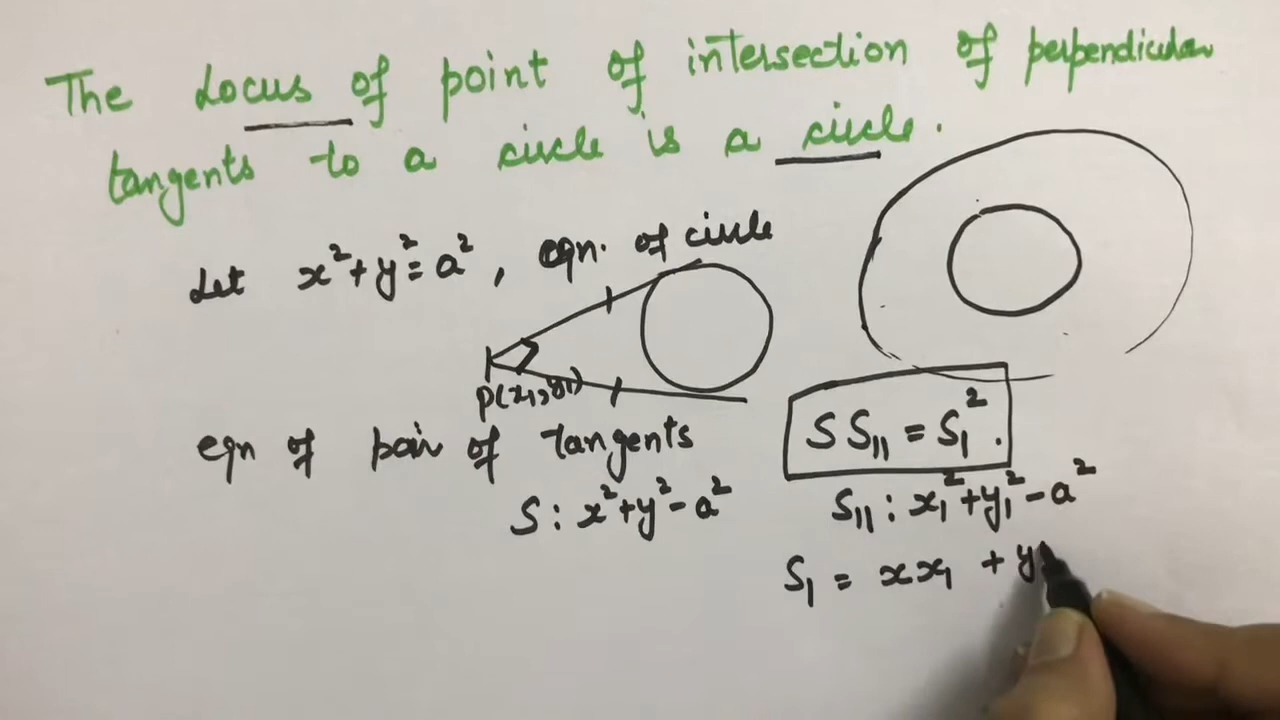 The Locus of point of intersection of perpendicular
tangents to a circle is a circle.
Let x²+y²=a², eqn. of circle
P(x₁,y₁)
eqn of pair of tangents
S S₁₁ = S₁².
S : x²+y²-a²
S₁₁ : x₁²+y₁²-a²
S₁ = xx₁ + y